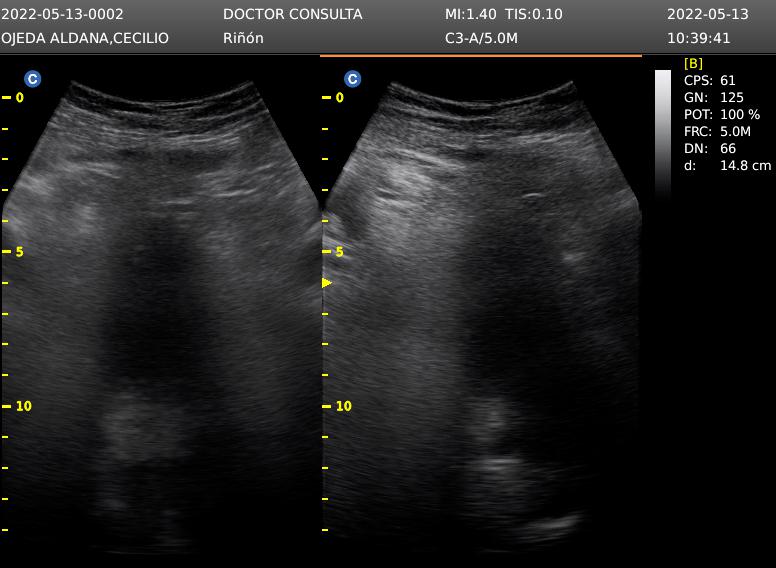 2022-05-13-0002 DOCTOR CONSULTA MI:1.40 TIS:0.10 2022-05-13
OJEDA ALDANA,CECILIO Riñón C3-A/5.0M 10:39:41
[B]
CPS: 61
GN: 125
POT: 100 %
FRC: 5.0M
DN: 66
d: 14.8 cm
C C
0 0
5 5
10 10